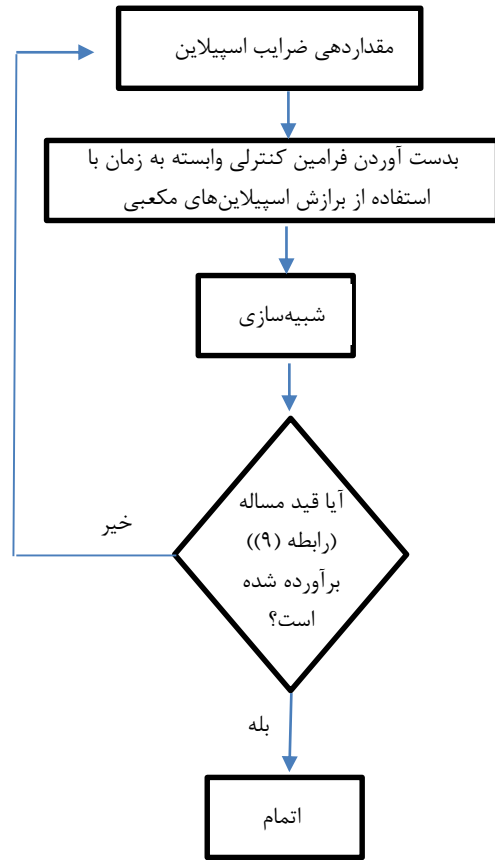 مقداردهی ضرایب اسپیلاین
بدست آوردن فرامین کنترلی وابسته به زمان با
استفاده از برازش اسپیلاین‌های مکعبی
شبیه‌سازی
آیا قید مساله
(رابطه (۹))
برآورده شده
است؟
خیر
بله
اتمام